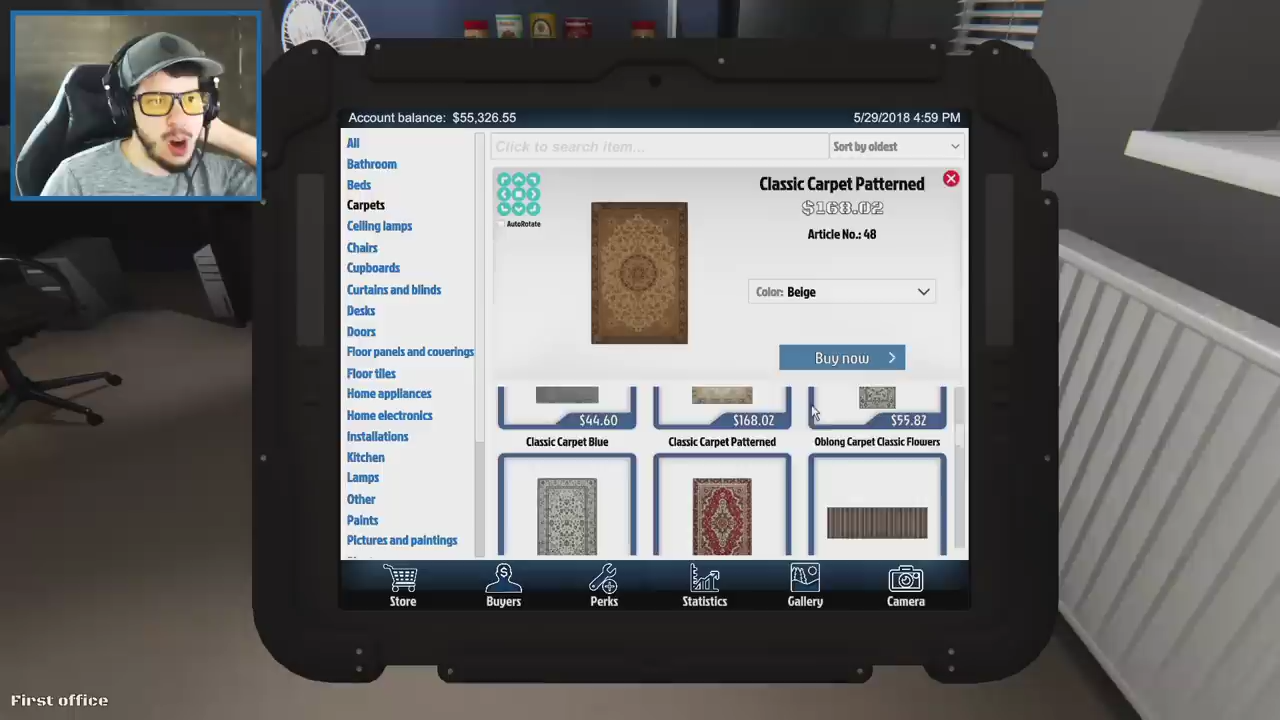 Account balance: $55,326.55
5/29/2018 4:59 PM
All
Bathroom
Beds
Carpets
Ceiling lamps
Chairs
Cupboards
Curtains and blinds
Desks
Doors
Floor panels and coverings
Floor tiles
Home appliances
Home electronics
Installations
Kitchen
Lamps
Other
Paints
Pictures and paintings
Click to search item...
Sort by oldest
AutoRotate
Classic Carpet Patterned
$168.02
Article No.: 48
Color: Beige
Buy now
$44.60
$168.02
$55.82
Classic Carpet Blue
Classic Carpet Patterned
Oblong Carpet Classic Flowers
Store
Buyers
Perks
Statistics
Gallery
Camera
First office